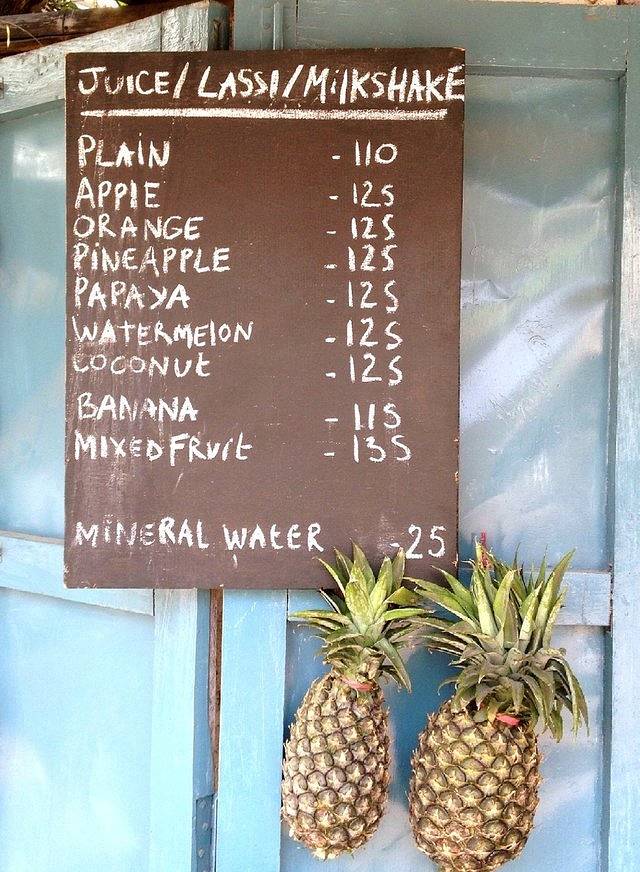 JUICE/LASSI/MilKSHAKE
PLAIN - 110
APPlE - 125
ORANGE - 125
PiNEAPPLE - 125
PAPAYA - 125
WATERMElON - 125
COCONUt - 125
BANANA - 115
MIXED FRUit - 135
MiNERAL WAtER - 25